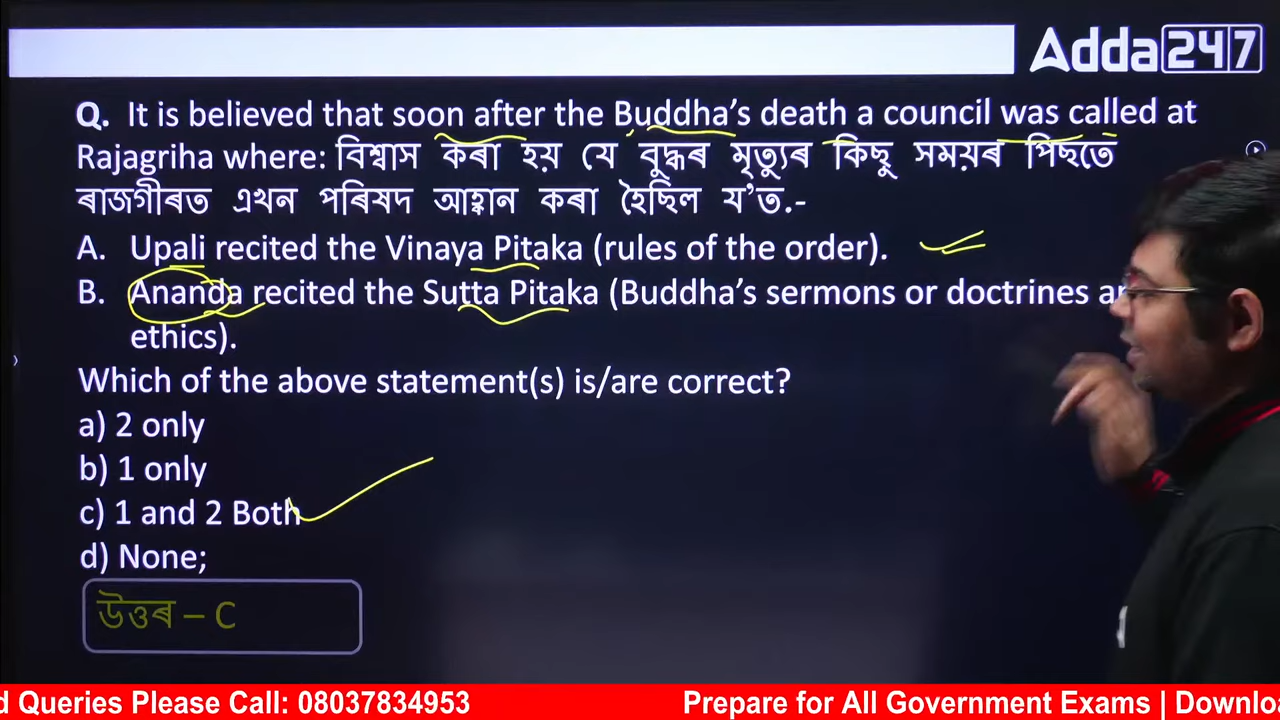 Adda247
Q. It is believed that soon after the Buddha's death a council was called at
Rajagriha where: বিশ্বাস কৰা হয় যে বুদ্ধৰ মৃত্যুৰ কিছু সময়ৰ পিছতে
ৰাজগীৰত এখন পৰিষদ আহ্বান কৰা হৈছিল য'ত.-
A. Upali recited the Vinaya Pitaka (rules of the order).
B. Ananda recited the Sutta Pitaka (Buddha's sermons or doctrines
ethics).
Which of the above statement(s) is/are correct?
a) 2 only
b) 1 only
c) 1 and 2 Both
d) None;
উত্তৰ – C
d Queries Please Call: 08037834953 Prepare for All Government Exams | Downlo